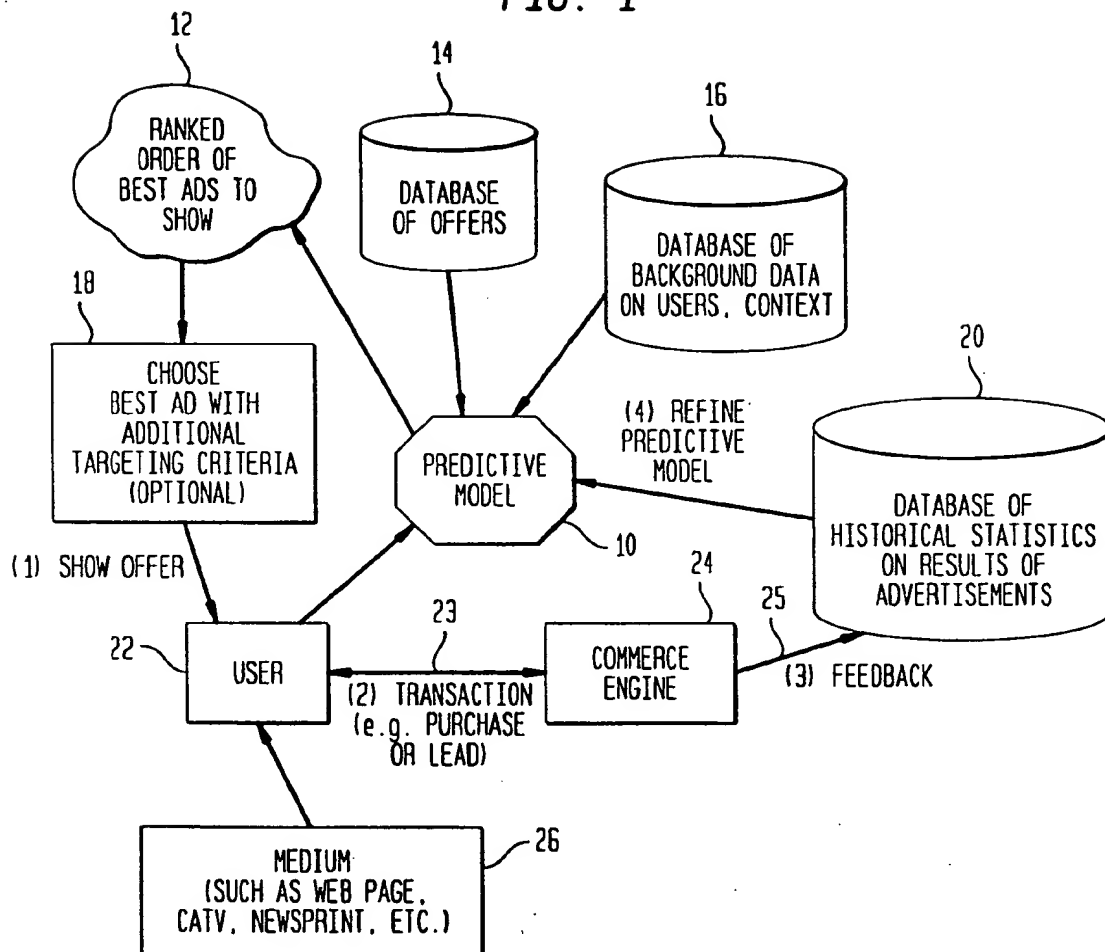 FIG. 1
12
14
16
RANKED
ORDER OF
BEST ADS TO
SHOW
DATABASE
OF OFFERS
DATABASE OF
BACKGROUND DATA
ON USERS, CONTEXT
18
CHOOSE
BEST AD WITH
ADDITIONAL
TARGETING CRITERIA
(OPTIONAL)
PREDICTIVE
MODEL
10
(4) REFINE
PREDICTIVE
MODEL
20
DATABASE OF
HISTORICAL STATISTICS
ON RESULTS OF
ADVERTISEMENTS
(1) SHOW OFFER
22
USER
23
(2) TRANSACTION
(e.g. PURCHASE
OR LEAD)
24
COMMERCE
ENGINE
25
(3) FEEDBACK
MEDIUM
(SUCH AS WEB PAGE,
CATV, NEWSPRINT, ETC.)
26